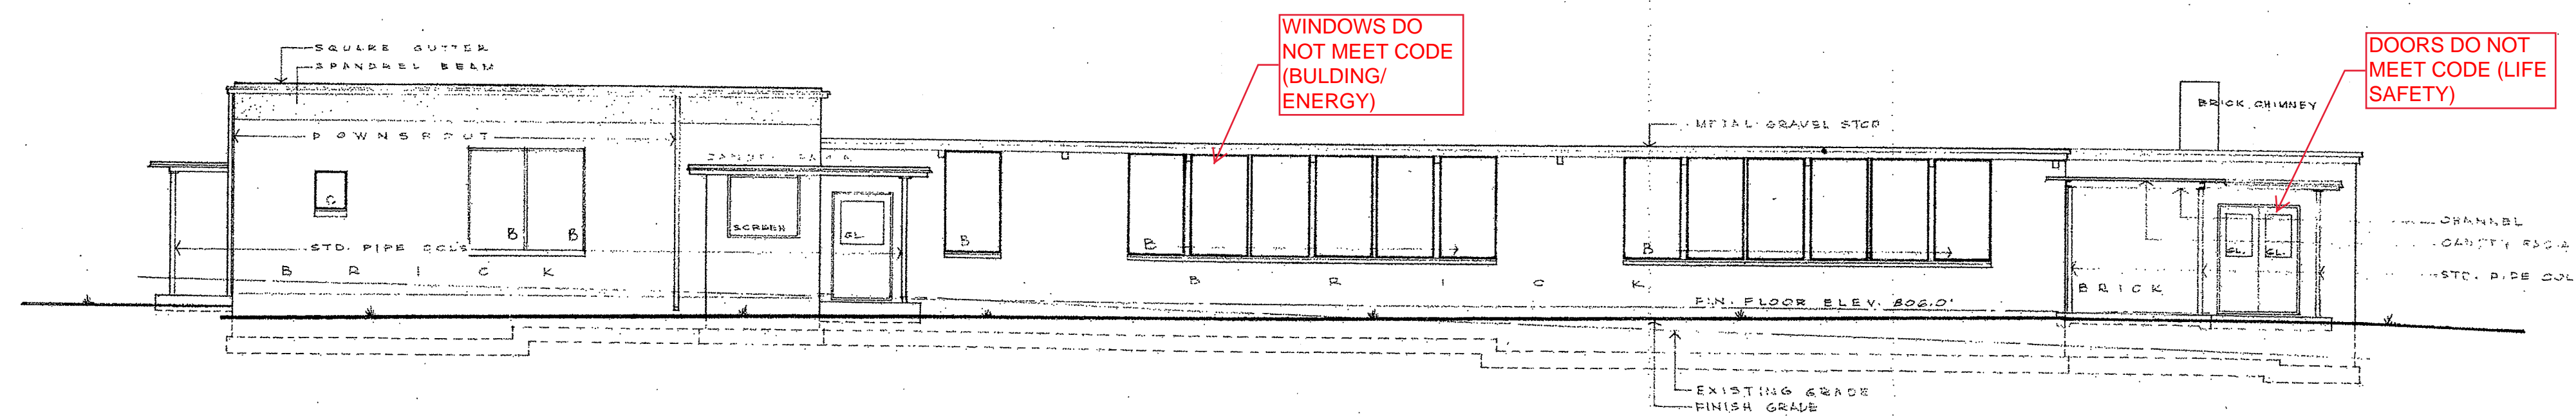 WINDOWS DO
NOT MEET CODE
(BULDING/
ENERGY)
DOORS DO NOT
MEET CODE (LIFE
SAFETY)
SQUARE GUTTER
SPANDREL BEAM
BRICK CHIMNEY
METAL GRAVEL STOP
DOWNSPOUT
C
B
B
SCREEN
GL.
B
B
B
GL.
GL.
CHANNEL
STD. PIPE COLS
BRICK
BRICK
BRICK
STD. PIPE COL
FIN. FLOOR ELEV. 806.0'
EXISTING GRADE
FINISH GRADE